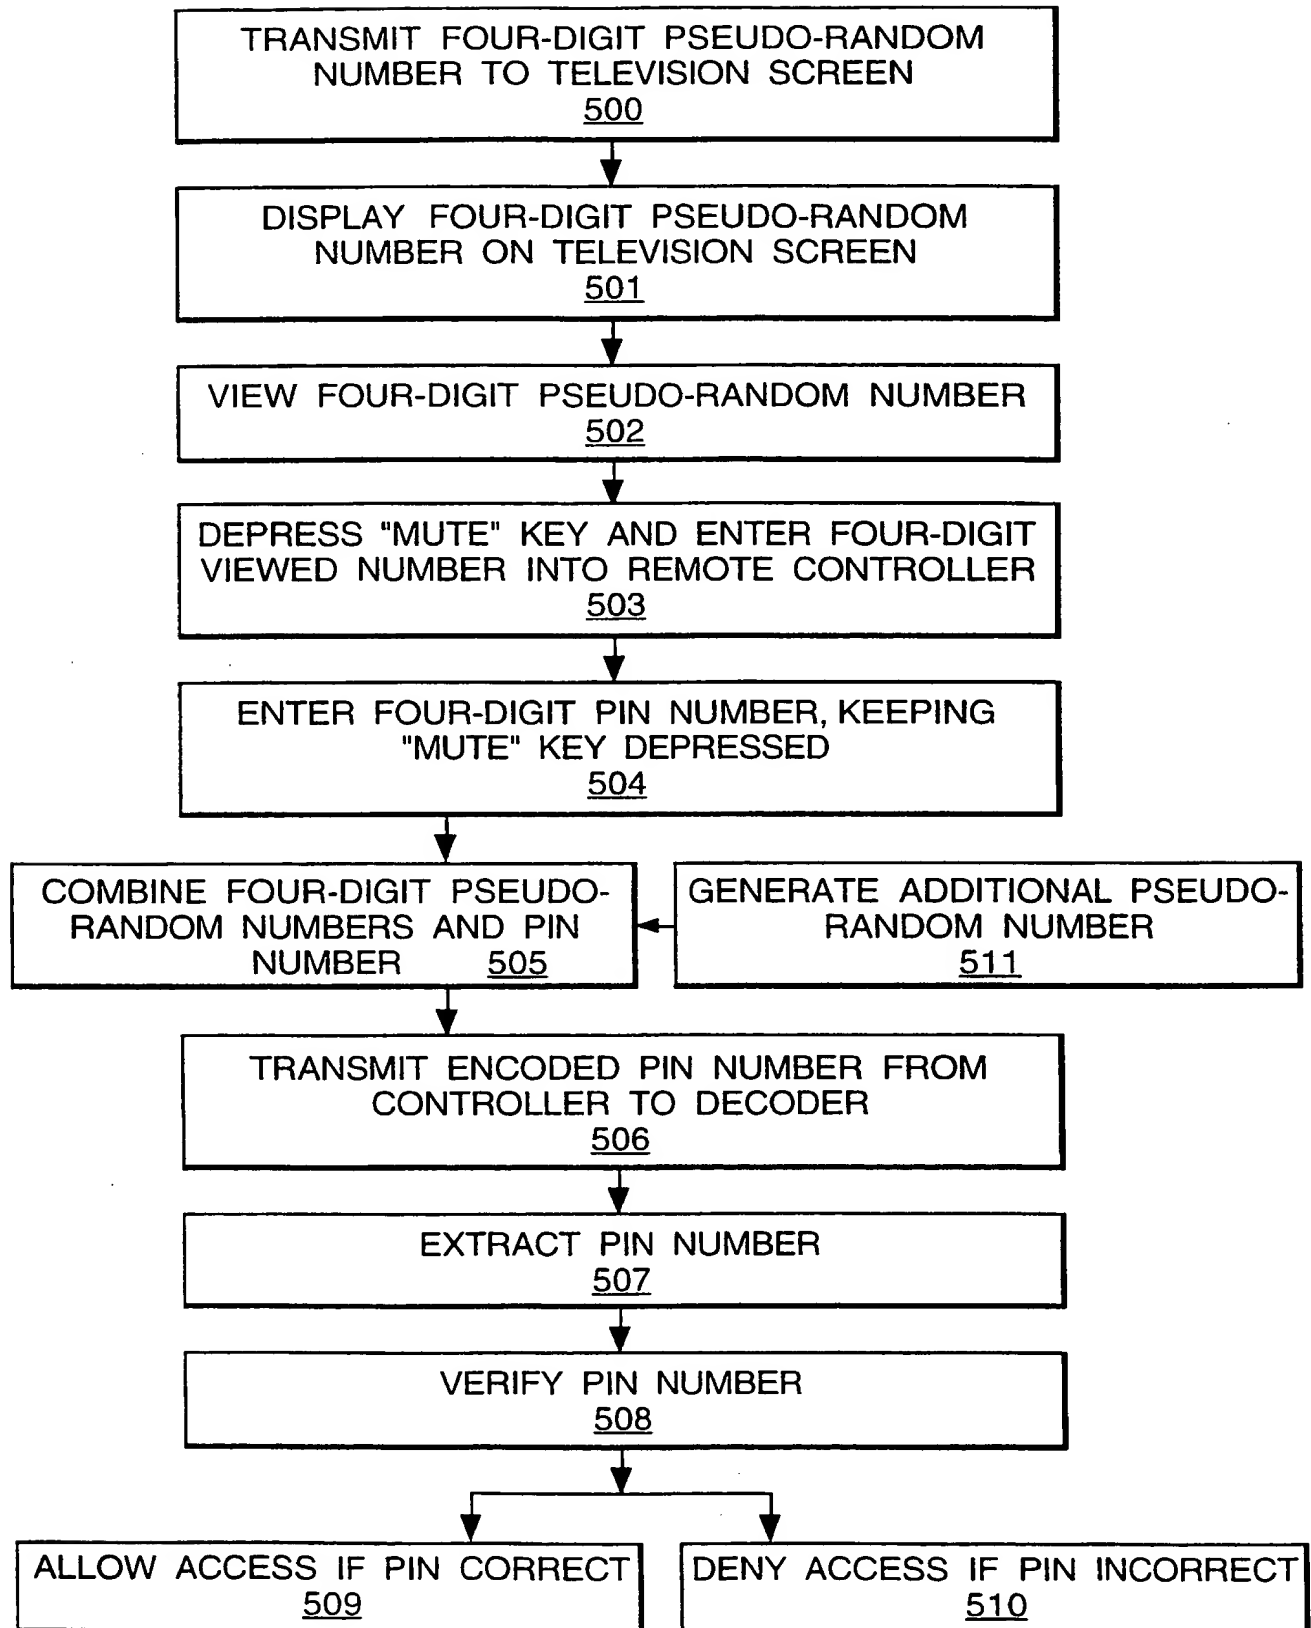 TRANSMIT FOUR-DIGIT PSEUDO-RANDOM
NUMBER TO TELEVISION SCREEN
500
DISPLAY FOUR-DIGIT PSEUDO-RANDOM
NUMBER ON TELEVISION SCREEN
501
VIEW FOUR-DIGIT PSEUDO-RANDOM NUMBER
502
DEPRESS "MUTE" KEY AND ENTER FOUR-DIGIT
VIEWED NUMBER INTO REMOTE CONTROLLER
503
ENTER FOUR-DIGIT PIN NUMBER, KEEPING
"MUTE" KEY DEPRESSED
504
COMBINE FOUR-DIGIT PSEUDO-
RANDOM NUMBERS AND PIN
NUMBER 505
GENERATE ADDITIONAL PSEUDO-
RANDOM NUMBER
511
TRANSMIT ENCODED PIN NUMBER FROM
CONTROLLER TO DECODER
506
EXTRACT PIN NUMBER
507
VERIFY PIN NUMBER
508
ALLOW ACCESS IF PIN CORRECT
509
DENY ACCESS IF PIN INCORRECT
510